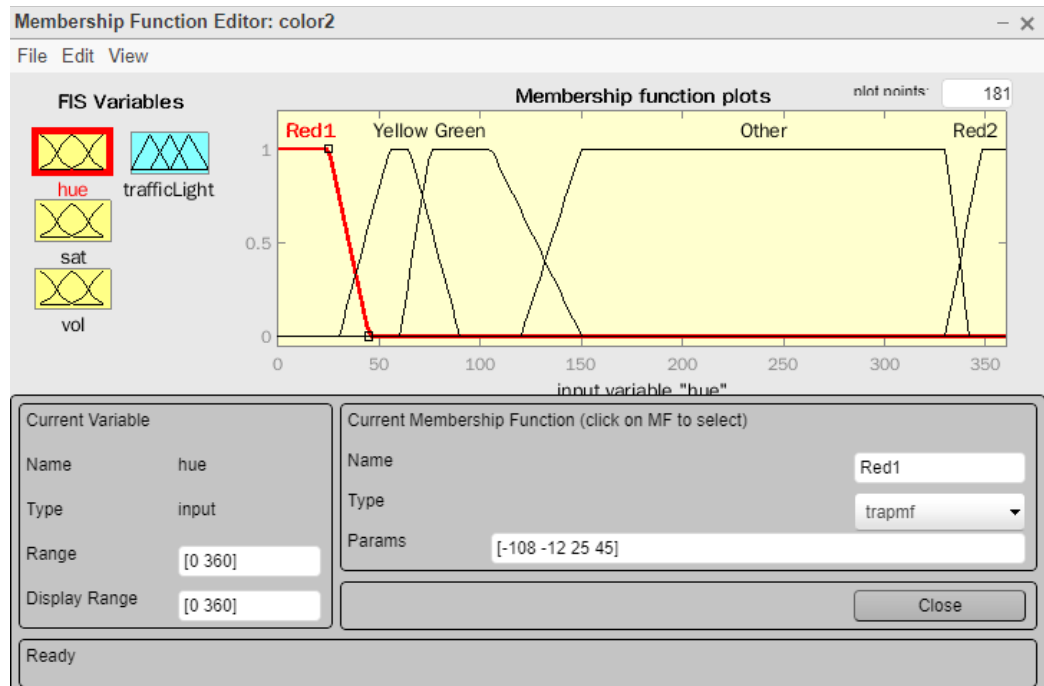 Membership Function Editor: color2
File Edit View
FIS Variables
hue
trafficLight
sat
vol
Membership function plots
plot points:
181
Red1 Yellow Green Other Red2
1
0.5
0
0 50 100 150 200 250 300 350
input variable "hue"
Current Variable
Name hue
Type input
Range [0 360]
Display Range [0 360]
Current Membership Function (click on MF to select)
Name Red1
Type trapmf
Params [-108 -12 25 45]
Close
Ready